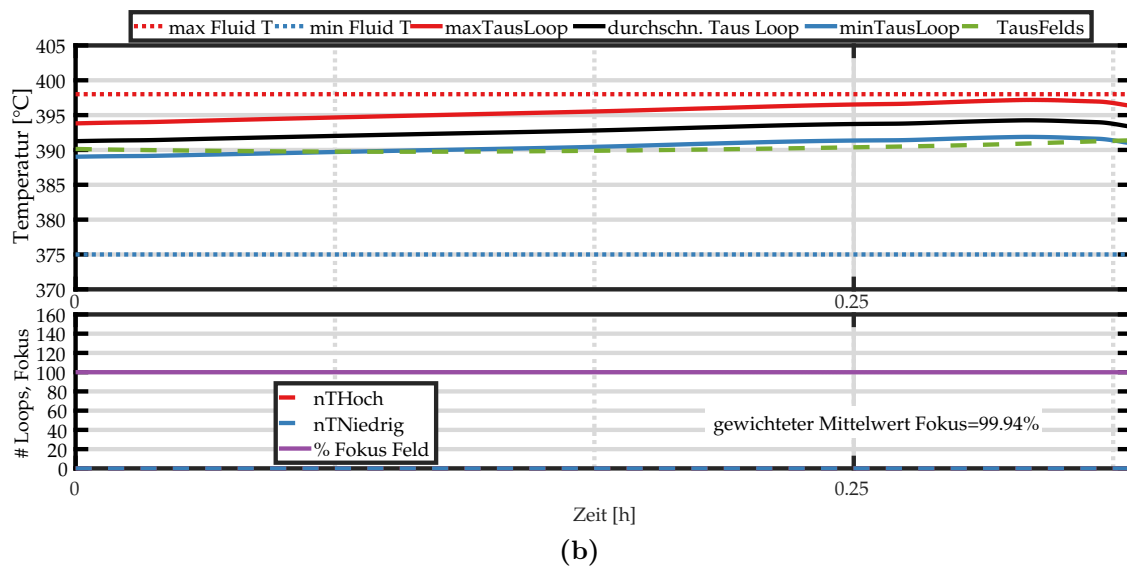 max Fluid T min Fluid T maxTausLoop durchschn. Taus Loop minTausLoop TausFelds
405
400
395
390
385
380
375
370
Temperatur [°C]
0 0.25
160
140
120
100
80
60
40
20
0
# Loops, Fokus
nTHoch
nTNiedrig
% Fokus Feld
gewichteter Mittelwert Fokus=99.94%
0 0.25
Zeit [h]
(b)